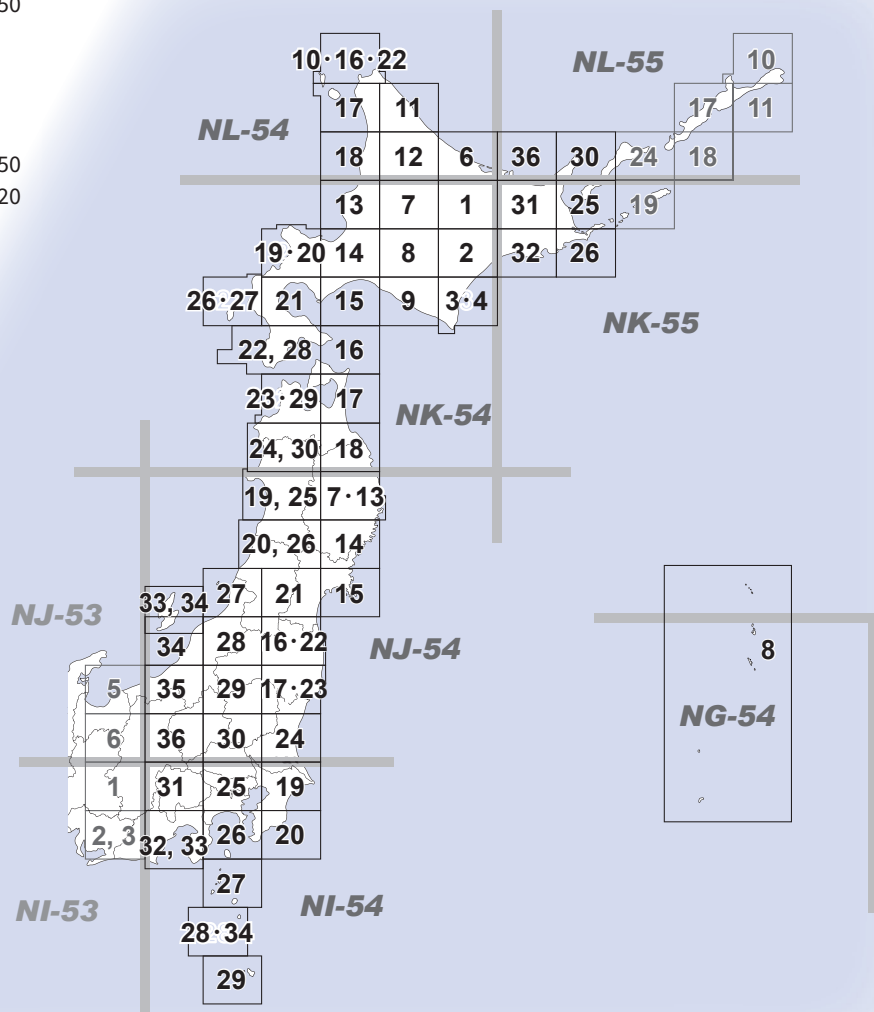 50
10·16·22
NL-55
10
17 11
17 11
NL-54
50
18 12 6 36 30 24 18
20
13 7 1 31 25 19
19·20 14 8 2 32 26
26·27 21 15 9 3·4
NK-55
22, 28 16
23·29 17
NK-54
24, 30 18
19, 25 7·13
20, 26 14
33, 34 27 21 15
NJ-53
34 28 16·22
NJ-54
8
5 35 29 17·23
NG-54
6 36 30 24
1 31 25 19
2, 3 32, 33 26 20
27
NI-53
NI-54
28·34
29